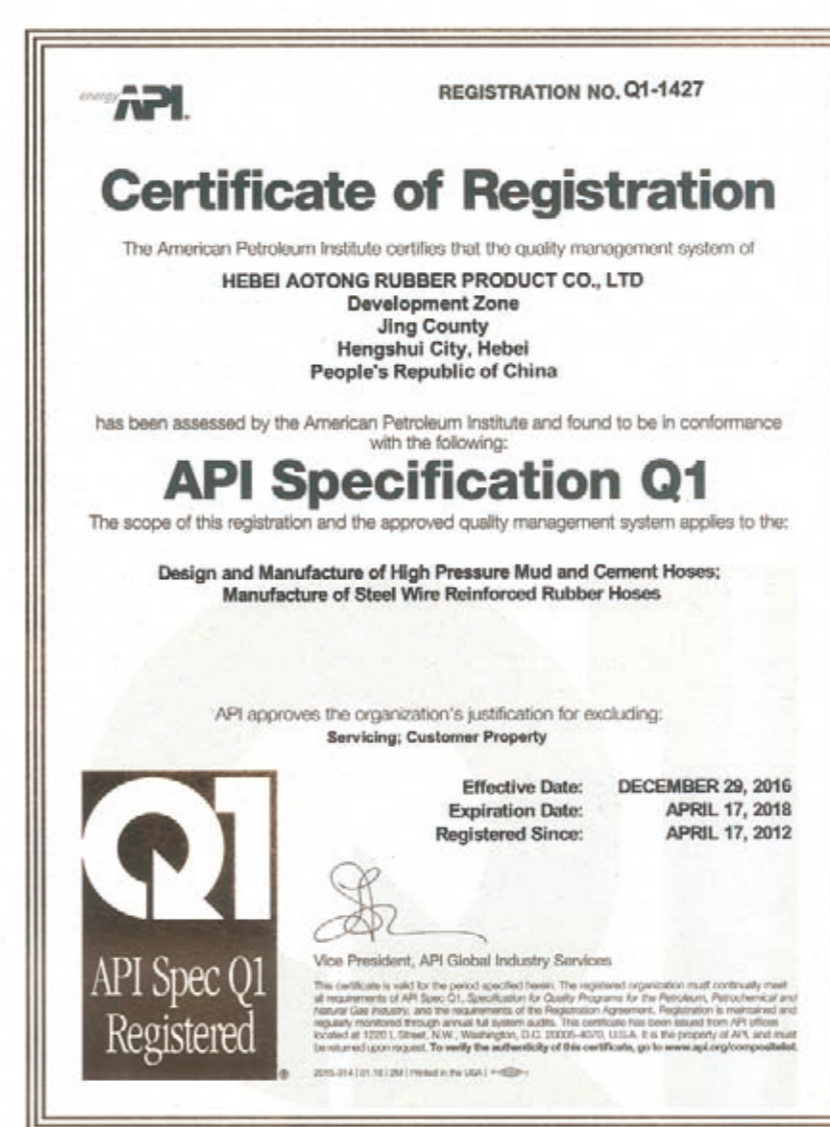 energy API.
REGISTRATION NO. Q1-1427
Certificate of Registration
The American Petroleum Institute certifies that the quality management system of
HEBEI AOTONG RUBBER PRODUCT CO., LTD
Development Zone
Jing County
Hengshui City, Hebei
People's Republic of China
has been assessed by the American Petroleum Institute and found to be in conformance
with the following:
API Specification Q1
The scope of this registration and the approved quality management system applies to the:
Design and Manufacture of High Pressure Mud and Cement Hoses;
Manufacture of Steel Wire Reinforced Rubber Hoses
API approves the organization's justification for excluding:
Servicing; Customer Property
Effective Date: DECEMBER 29, 2016
Expiration Date: APRIL 17, 2018
Registered Since: APRIL 17, 2012
Q1
API Spec Q1
Registered
®
Vice President, API Global Industry Services
This certificate is valid for the period specified herein. The registered organization must continually meet
all requirements of API Spec Q1, Specification for Quality Programs for the Petroleum, Petrochemical and
Natural Gas Industry, and the requirements of the Registration Agreement. Registration is maintained and
regularly monitored through annual full system audits. This certificate has been issued from API offices
located at 1220 L Street, N.W., Washington, D.C. 20005-4070, U.S.A. It is the property of API, and must
be returned upon request. To verify the authenticity of this certificate, go to www.api.org/compositelist.
2015-314 | 01.16 | 2M | Printed in the USA |